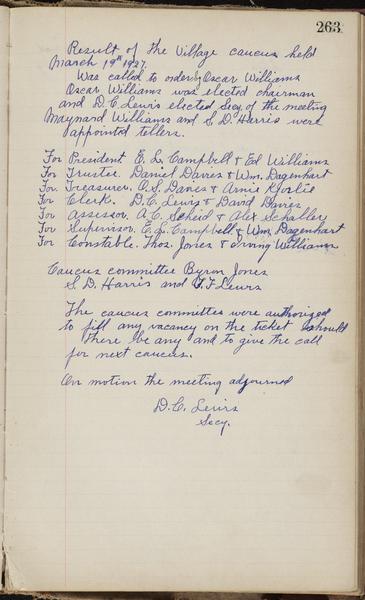 263
Result of the Village caucus held
March 19th 1927.
Was called to order by Oscar Williams
Oscar Williams was elected chairman
and D.C. Lewis elected Secy. of the meeting
Maynard Williams and S.D. Harris were
appointed tellers.
For President E. L. Campbell & Ed Williams
For Trustee. Daniel Davies & Wm. Dagenhart
For Treasurer. O.S. Davies & Arnie Kjorlie
For Clerk. D.C. Lewis & David Davies
For Assessor. A.C. Scheid & Alex Schaller
For Supervisor. E.L. Campbell & Wm. Dagenhart
For Constable. Thos. Jones & Irving Williams
Caucus committee Byron Jones
S. D. Harris and Lewis
The caucus committee were authorized
to fill any vacancy on the ticket should
there be any and to give the call
for next caucus.
On motion the meeting adjourned
D.C. Lewis
Secy.